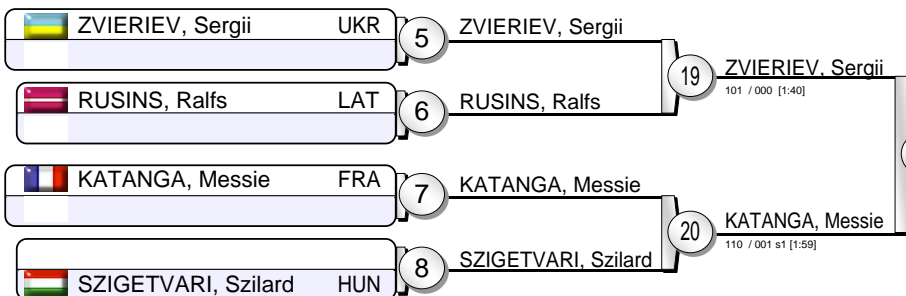 ZVIERIEV, Sergii UKR
5
ZVIERIEV, Sergii
RUSINS, Ralfs LAT
6
RUSINS, Ralfs
19
ZVIERIEV, Sergii
101 / 000 [1:40]
KATANGA, Messie FRA
7
KATANGA, Messie
SZIGETVARI, Szilard HUN
8
SZIGETVARI, Szilard
20
KATANGA, Messie
110 / 001 s1 [1:59]